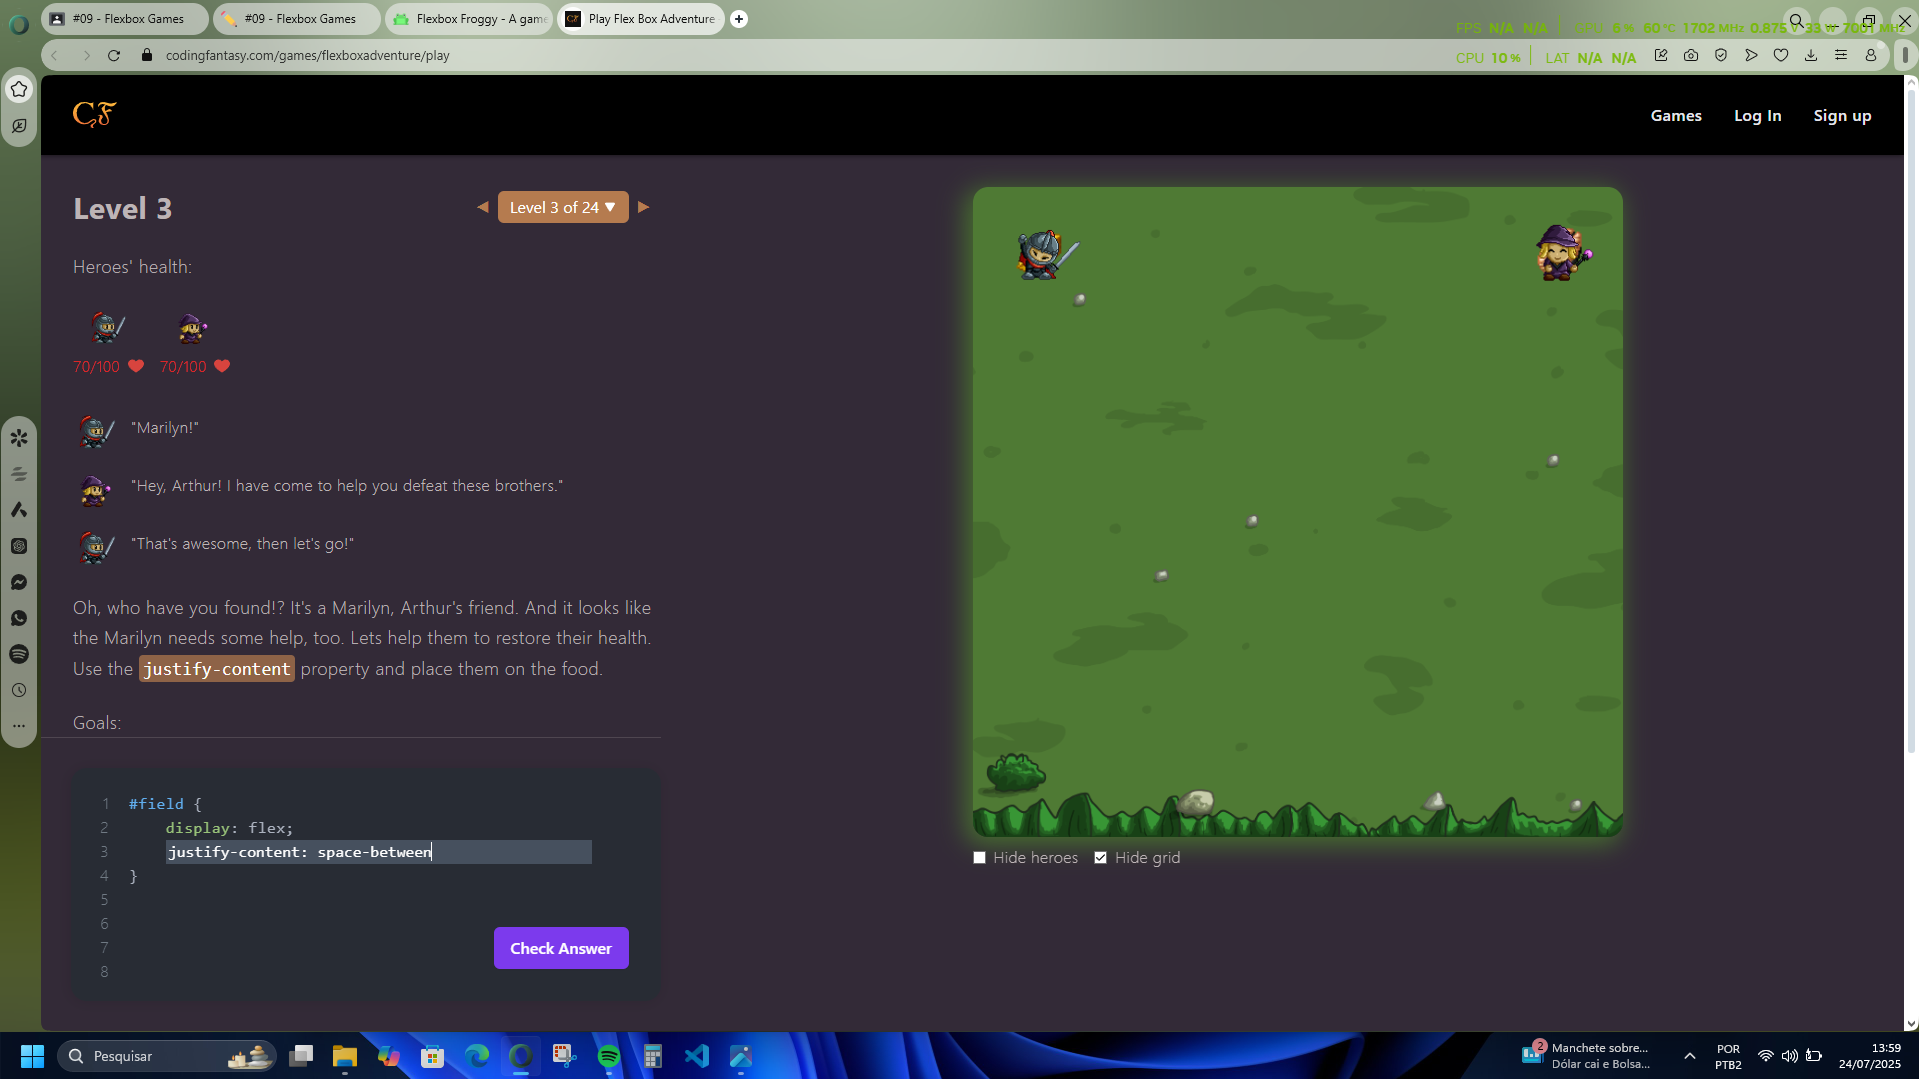 #09 - Flexbox Games
#09 - Flexbox Games
Flexbox Froggy - A game
Play Flex Box Adventure
FPS N/A N/A
6 % 60 °C 1702 MHz 0.875 V 33 W 7001 MHz
codingfantasy.com/games/flexboxadventure/play
CPU 10 %
LAT N/A N/A
CF
Games
Log In
Sign up
Level 3
◀ Level 3 of 24 ▼ ▶
Heroes' health:
70/100 ❤ 70/100 ❤
"Marilyn!"
"Hey, Arthur! I have come to help you defeat these brothers."
"That's awesome, then let's go!"
Oh, who have you found!? It's a Marilyn, Arthur's friend. And it looks like
the Marilyn needs some help, too. Lets help them to restore their health.
Use the justify-content property and place them on the food.
Goals:
1 #field {
2 display: flex;
3 justify-content: space-between
4 }
5
6
7
8
Check Answer
Hide heroes
Hide grid
Pesquisar
2
Manchete sobre...
Dólar cai e Bolsa...
POR
PTB2
13:59
24/07/2025